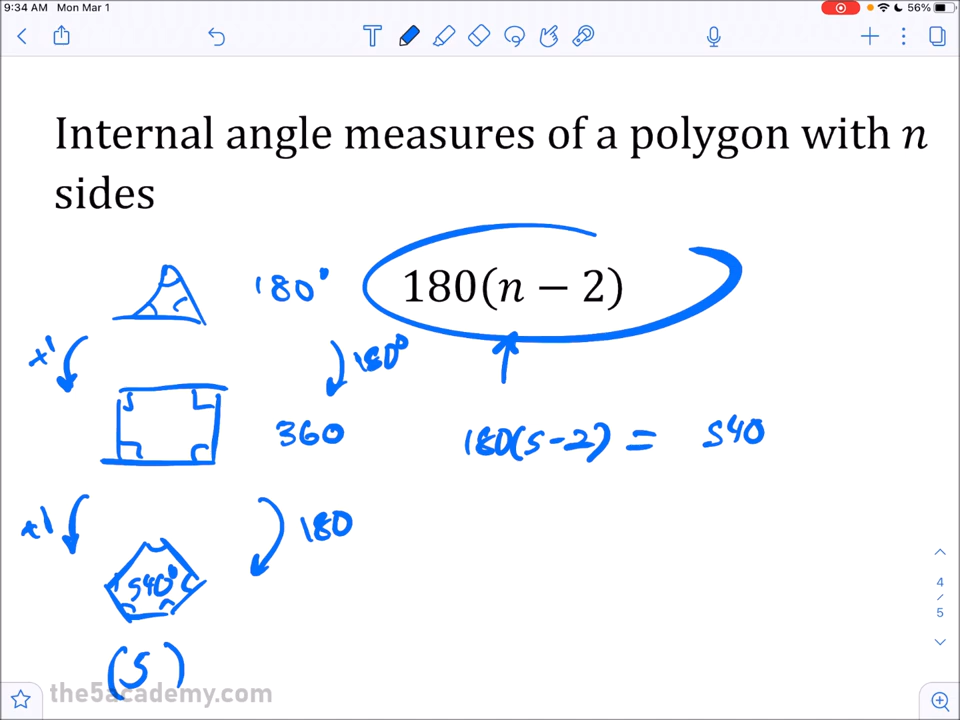 9:34 AM Mon Mar 1 56%
Internal angle measures of a polygon with n
sides
180° 180(n − 2)
+1 180°
360 180(5-2) = 540
+1 180
540°
(5)
4
/
5
the5academy.com